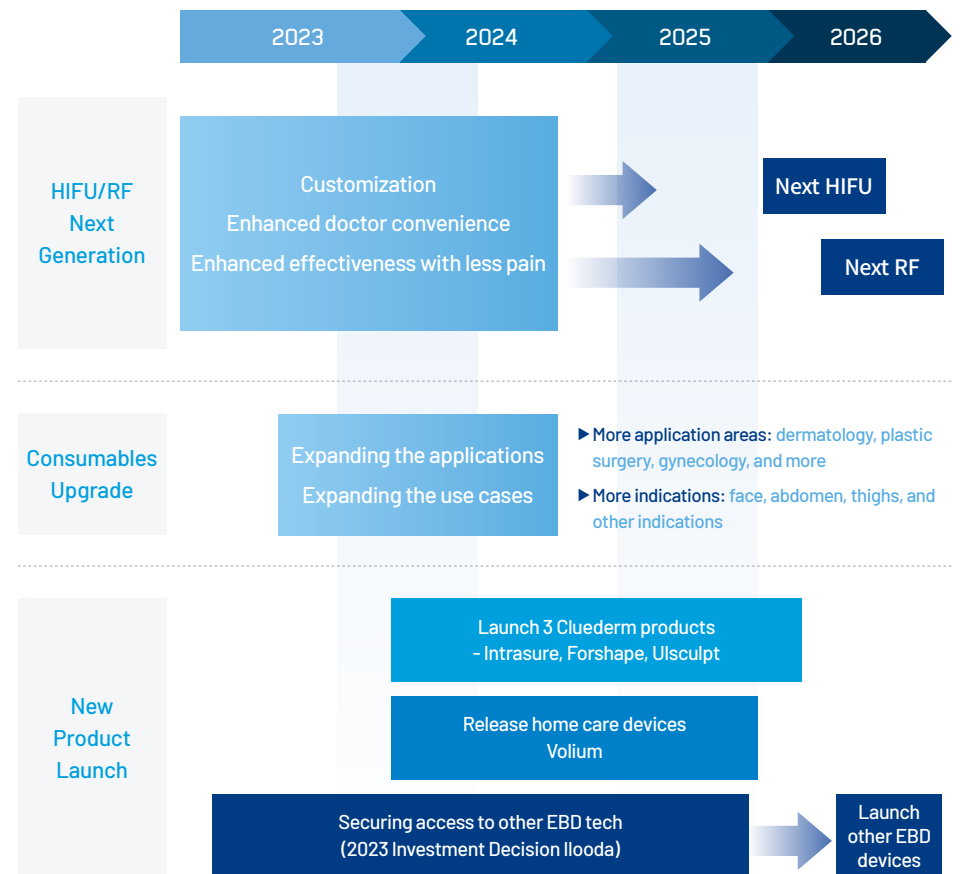 2023
2024
2025
2026
HIFU/RF
Next
Generation
Customization
Enhanced doctor convenience
Enhanced effectiveness with less pain
Next HIFU
Next RF
Consumables
Upgrade
Expanding the applications
Expanding the use cases
▶ More application areas: dermatology, plastic
surgery, gynecology, and more
▶ More indications: face, abdomen, thighs, and
other indications
New
Product
Launch
Launch 3 Cluederm products
- Intrasure, Forshape, Ulsculpt
Release home care devices
Volium
Securing access to other EBD tech
(2023 Investment Decision Ilooda)
Launch
other EBD
devices